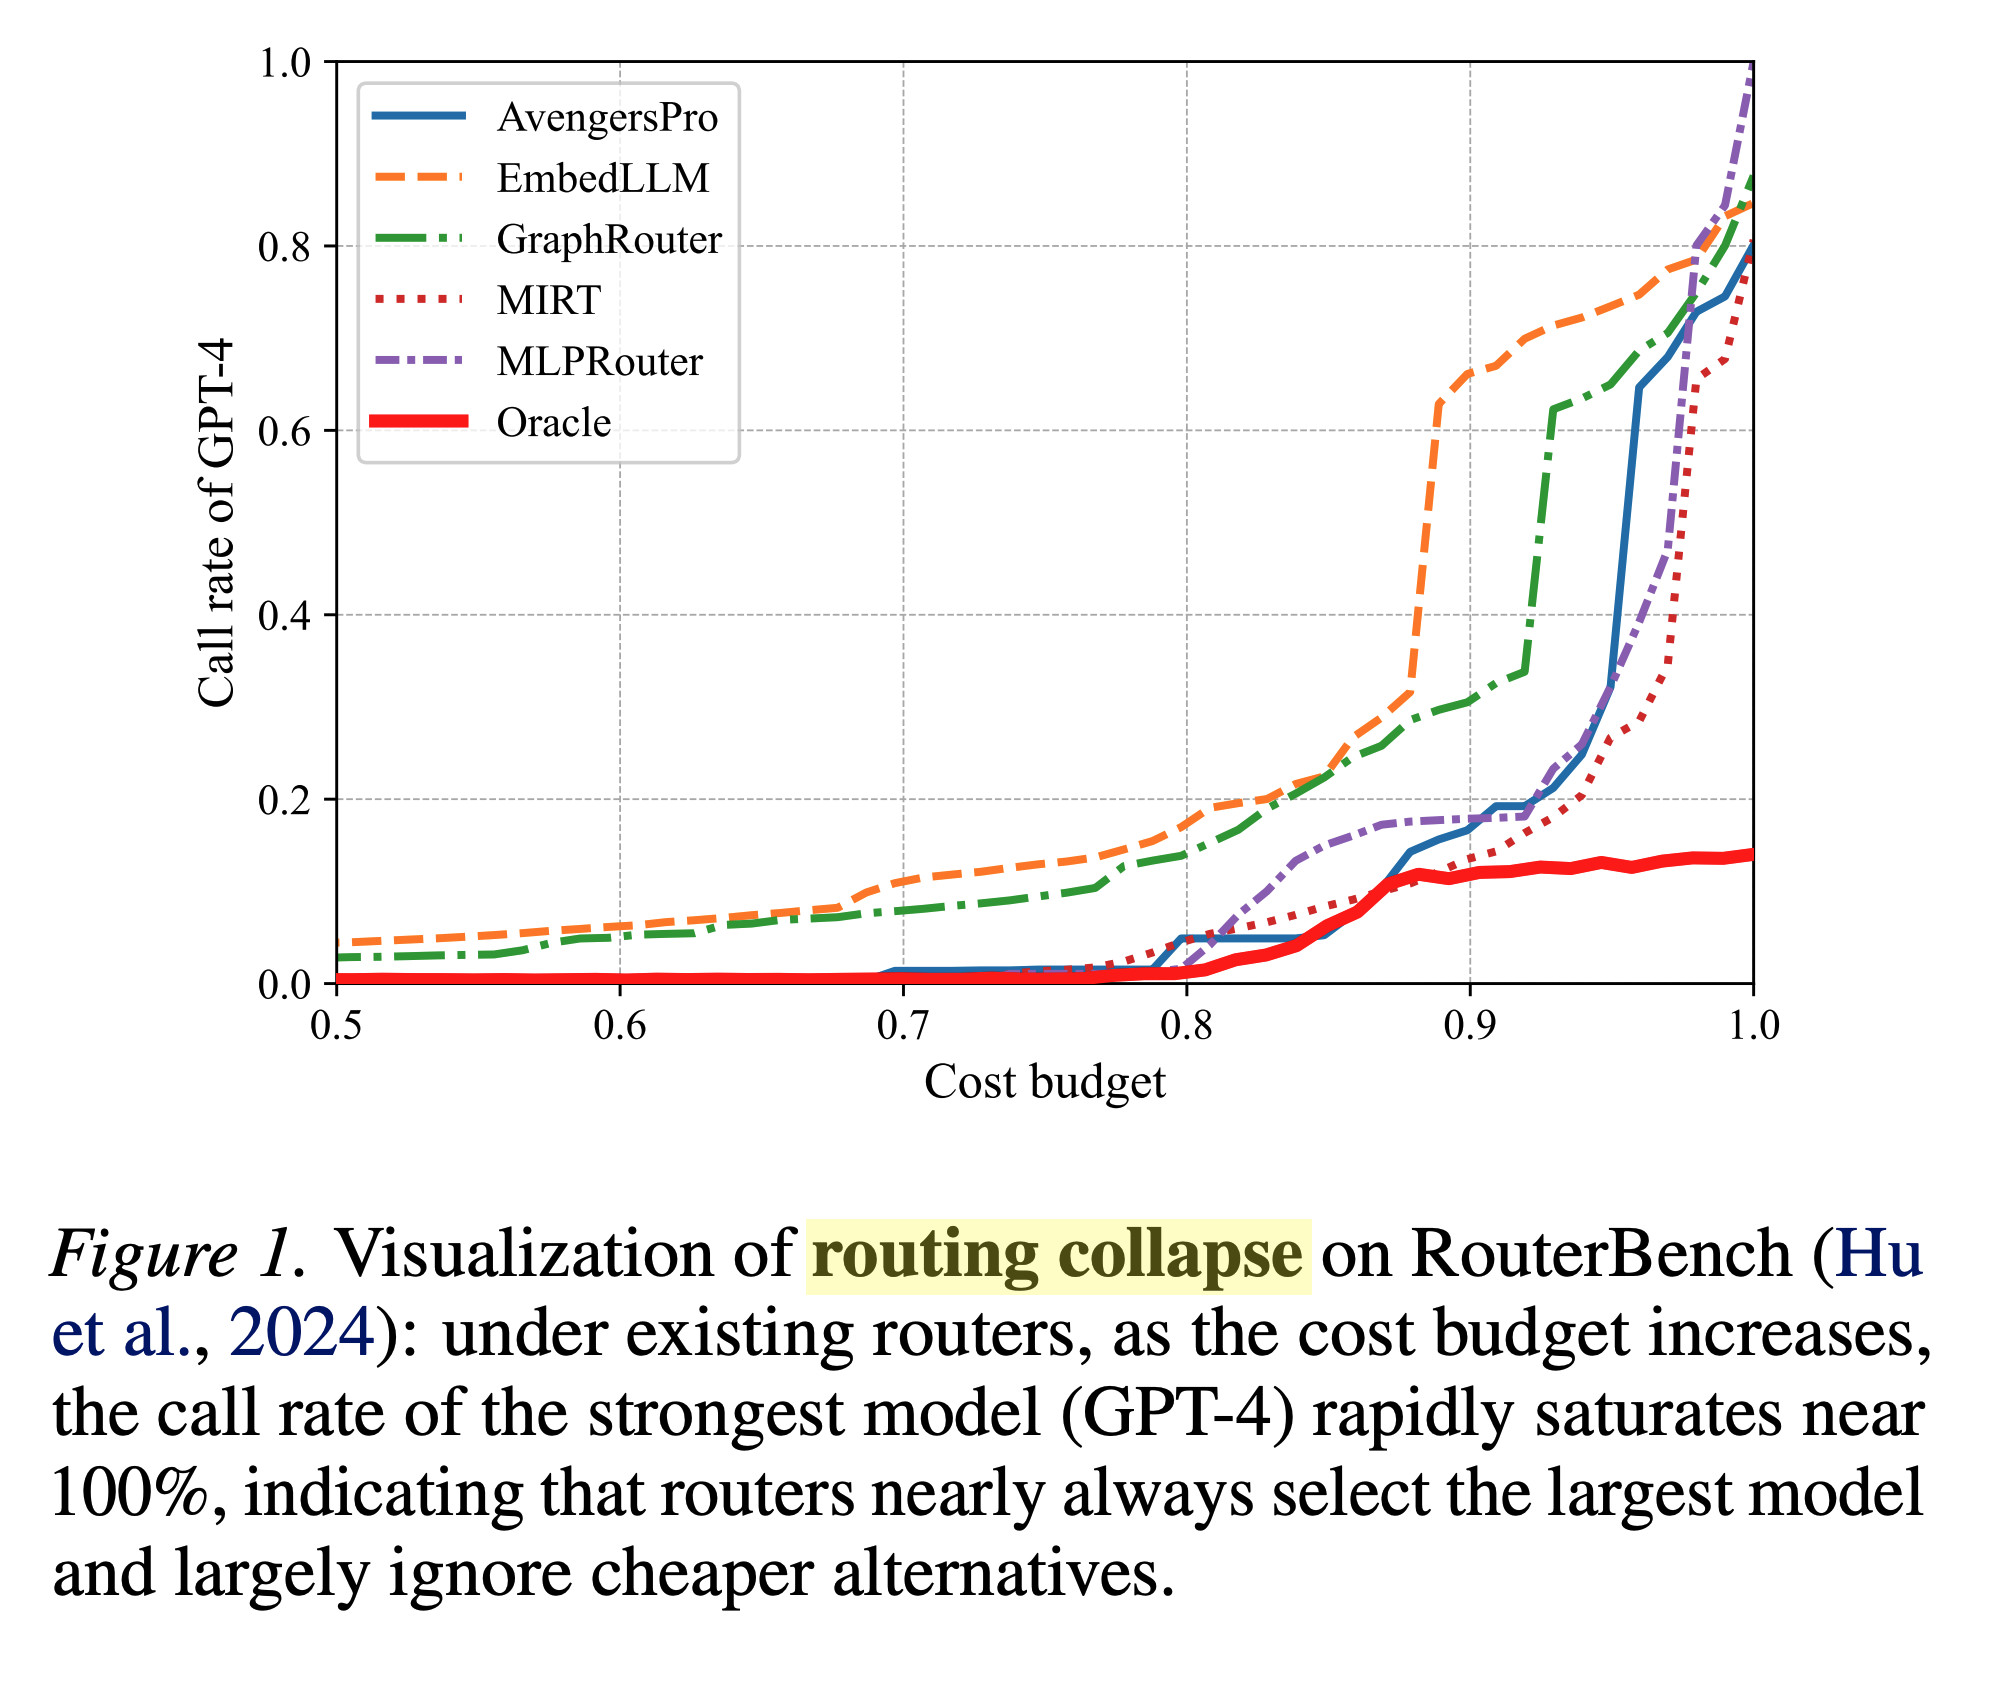 1.0
0.8
0.6
0.4
0.2
0.0
Call rate of GPT-4
AvengersPro
EmbedLLM
GraphRouter
MIRT
MLPRouter
Oracle
0.5 0.6 0.7 0.8 0.9 1.0
Cost budget
Figure 1. Visualization of routing collapse on RouterBench (Hu
et al., 2024): under existing routers, as the cost budget increases,
the call rate of the strongest model (GPT-4) rapidly saturates near
100%, indicating that routers nearly always select the largest model
and largely ignore cheaper alternatives.